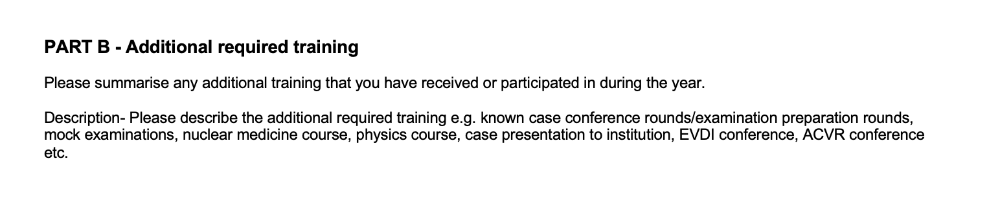 PART B - Additional required training
Please summarise any additional training that you have received or participated in during the year.
Description- Please describe the additional required training e.g. known case conference rounds/examination preparation rounds,
mock examinations, nuclear medicine course, physics course, case presentation to institution, EVDI conference, ACVR conference
etc.